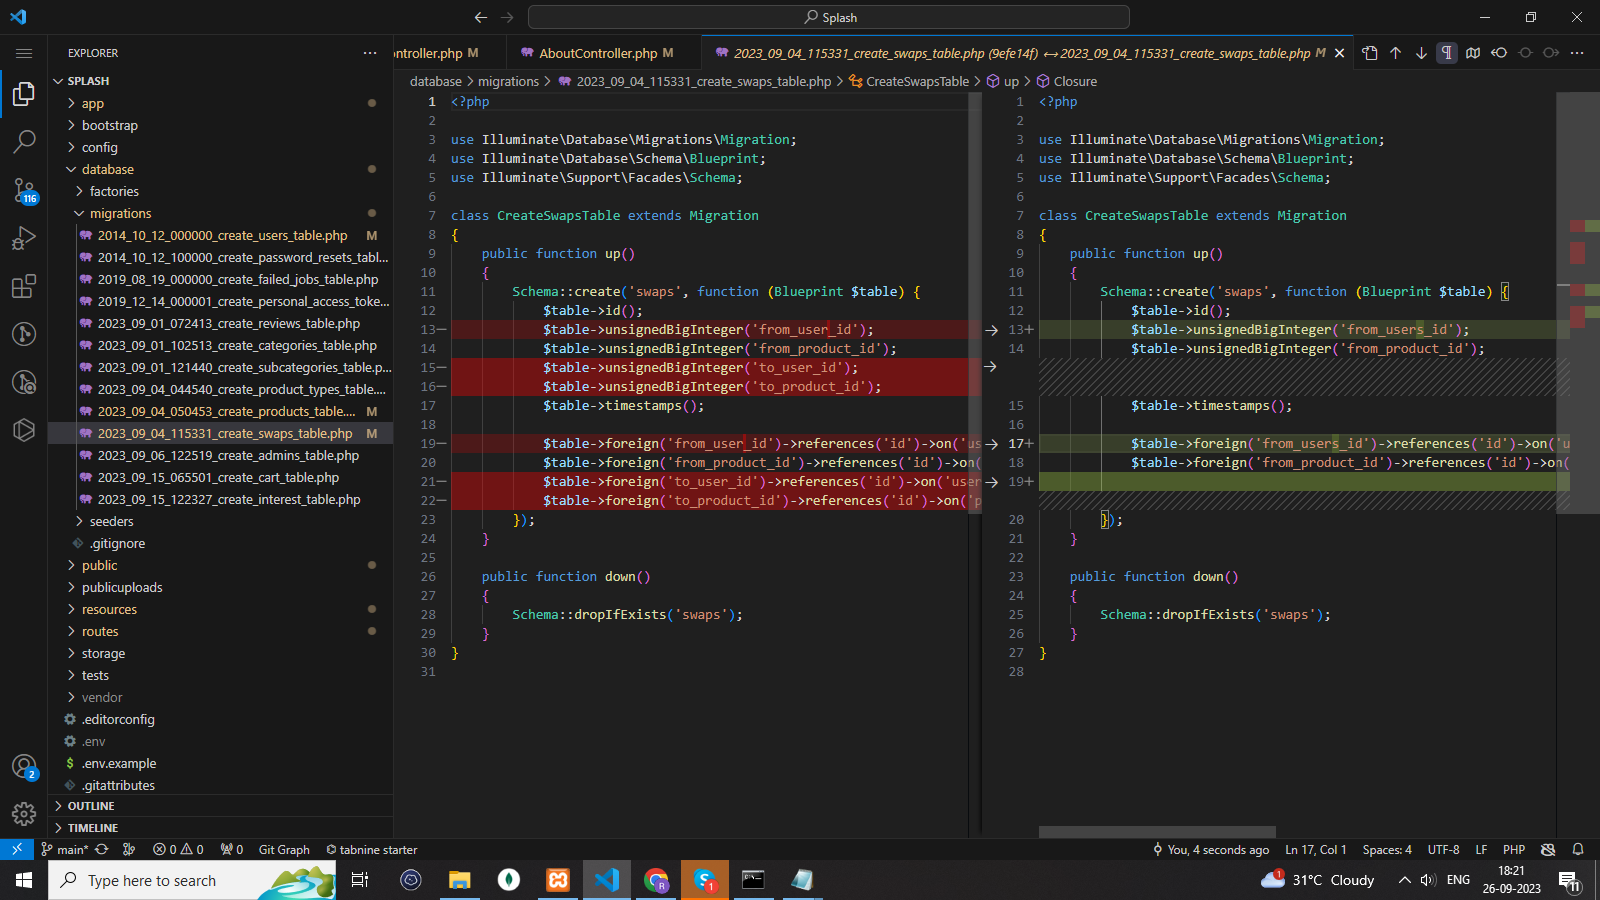 Splash
EXPLORER
ontroller.php M
AboutController.php M
2023_09_04_115331_create_swaps_table.php (9efe14f) ↔ 2023_09_04_115331_create_swaps_table.php M
database > migrations > 2023_09_04_115331_create_swaps_table.php > CreateSwapsTable > up > Closure
SPLASH
app
bootstrap
config
database
factories
migrations
2014_10_12_000000_create_users_table.php M
2014_10_12_100000_create_password_resets_tabl...
2019_08_19_000000_create_failed_jobs_table.php
2019_12_14_000001_create_personal_access_toke...
2023_09_01_072413_create_reviews_table.php
2023_09_01_102513_create_categories_table.php
2023_09_01_121440_create_subcategories_table.p...
2023_09_04_044540_create_product_types_table....
2023_09_04_050453_create_products_table.... M
2023_09_04_115331_create_swaps_table.php M
2023_09_06_122519_create_admins_table.php
2023_09_15_065501_create_cart_table.php
2023_09_15_122327_create_interest_table.php
seeders
.gitignore
public
publicuploads
resources
routes
storage
tests
vendor
.editorconfig
.env
.env.example
.gitattributes
OUTLINE
TIMELINE
116
2
1 <?php
2
3 use Illuminate\Database\Migrations\Migration;
4 use Illuminate\Database\Schema\Blueprint;
5 use Illuminate\Support\Facades\Schema;
6
7 class CreateSwapsTable extends Migration
8 {
9 public function up()
10 {
11 Schema::create('swaps', function (Blueprint $table) {
12 $table->id();
13− $table->unsignedBigInteger('from_user_id');
14 $table->unsignedBigInteger('from_product_id');
15− $table->unsignedBigInteger('to_user_id');
16− $table->unsignedBigInteger('to_product_id');
17 $table->timestamps();
18
19− $table->foreign('from_user_id')->references('id')->on('us
20 $table->foreign('from_product_id')->references('id')->on(
21− $table->foreign('to_user_id')->references('id')->on('user
22− $table->foreign('to_product_id')->references('id')->on('p
23 });
24 }
25
26 public function down()
27 {
28 Schema::dropIfExists('swaps');
29 }
30 }
31
1 <?php
2
3 use Illuminate\Database\Migrations\Migration;
4 use Illuminate\Database\Schema\Blueprint;
5 use Illuminate\Support\Facades\Schema;
6
7 class CreateSwapsTable extends Migration
8 {
9 public function up()
10 {
11 Schema::create('swaps', function (Blueprint $table) {
12 $table->id();
13+ $table->unsignedBigInteger('from_users_id');
14 $table->unsignedBigInteger('from_product_id');
15 $table->timestamps();
16
17+ $table->foreign('from_users_id')->references('id')->on('u
18 $table->foreign('from_product_id')->references('id')->on(
19+
20 });
21 }
22
23 public function down()
24 {
25 Schema::dropIfExists('swaps');
26 }
27 }
28
main* 0 0 0 Git Graph tabnine starter You, 4 seconds ago Ln 17, Col 1 Spaces: 4 UTF-8 LF PHP
Type here to search
R
S 1
1 31°C Cloudy
ENG
18:21
26-09-2023
11